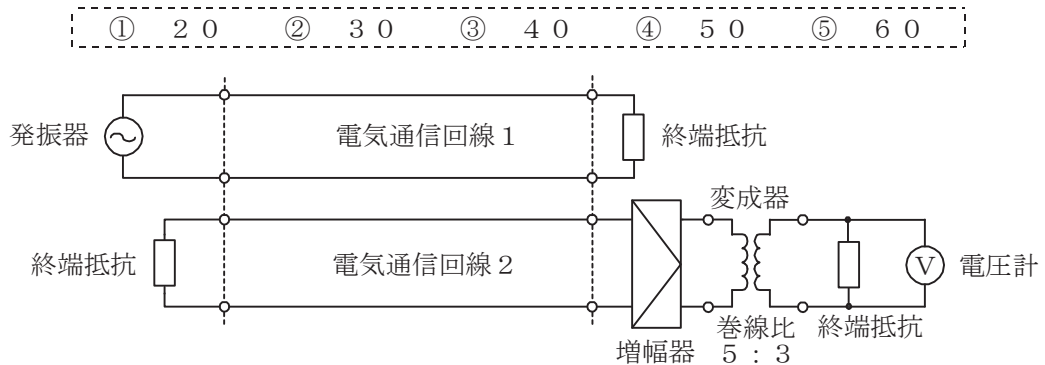 ① ２０ ② ３０ ③ ４０ ④ ５０ ⑤ ６０
発振器
電気通信回線１
終端抵抗
変成器
終端抵抗
電気通信回線２
V
電圧計
増幅器
巻線比
５：３
終端抵抗